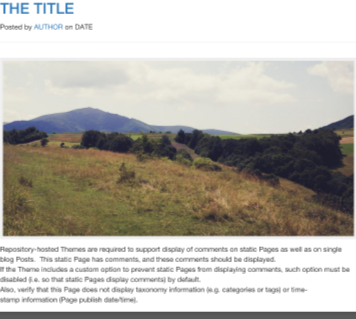 THE TITLE
Posted by AUTHOR on DATE
Repository-hosted Themes are required to support display of comments on static Pages as well as on single
blog Posts. This static Page has comments, and these comments should be displayed.
If the Theme includes a custom option to prevent static Pages from displaying comments, such option must be
disabled (i.e. so that static Pages display comments) by default.
Also, verify that this Page does not display taxonomy information (e.g. categories or tags) or time-
stamp information (Page publish date/time).